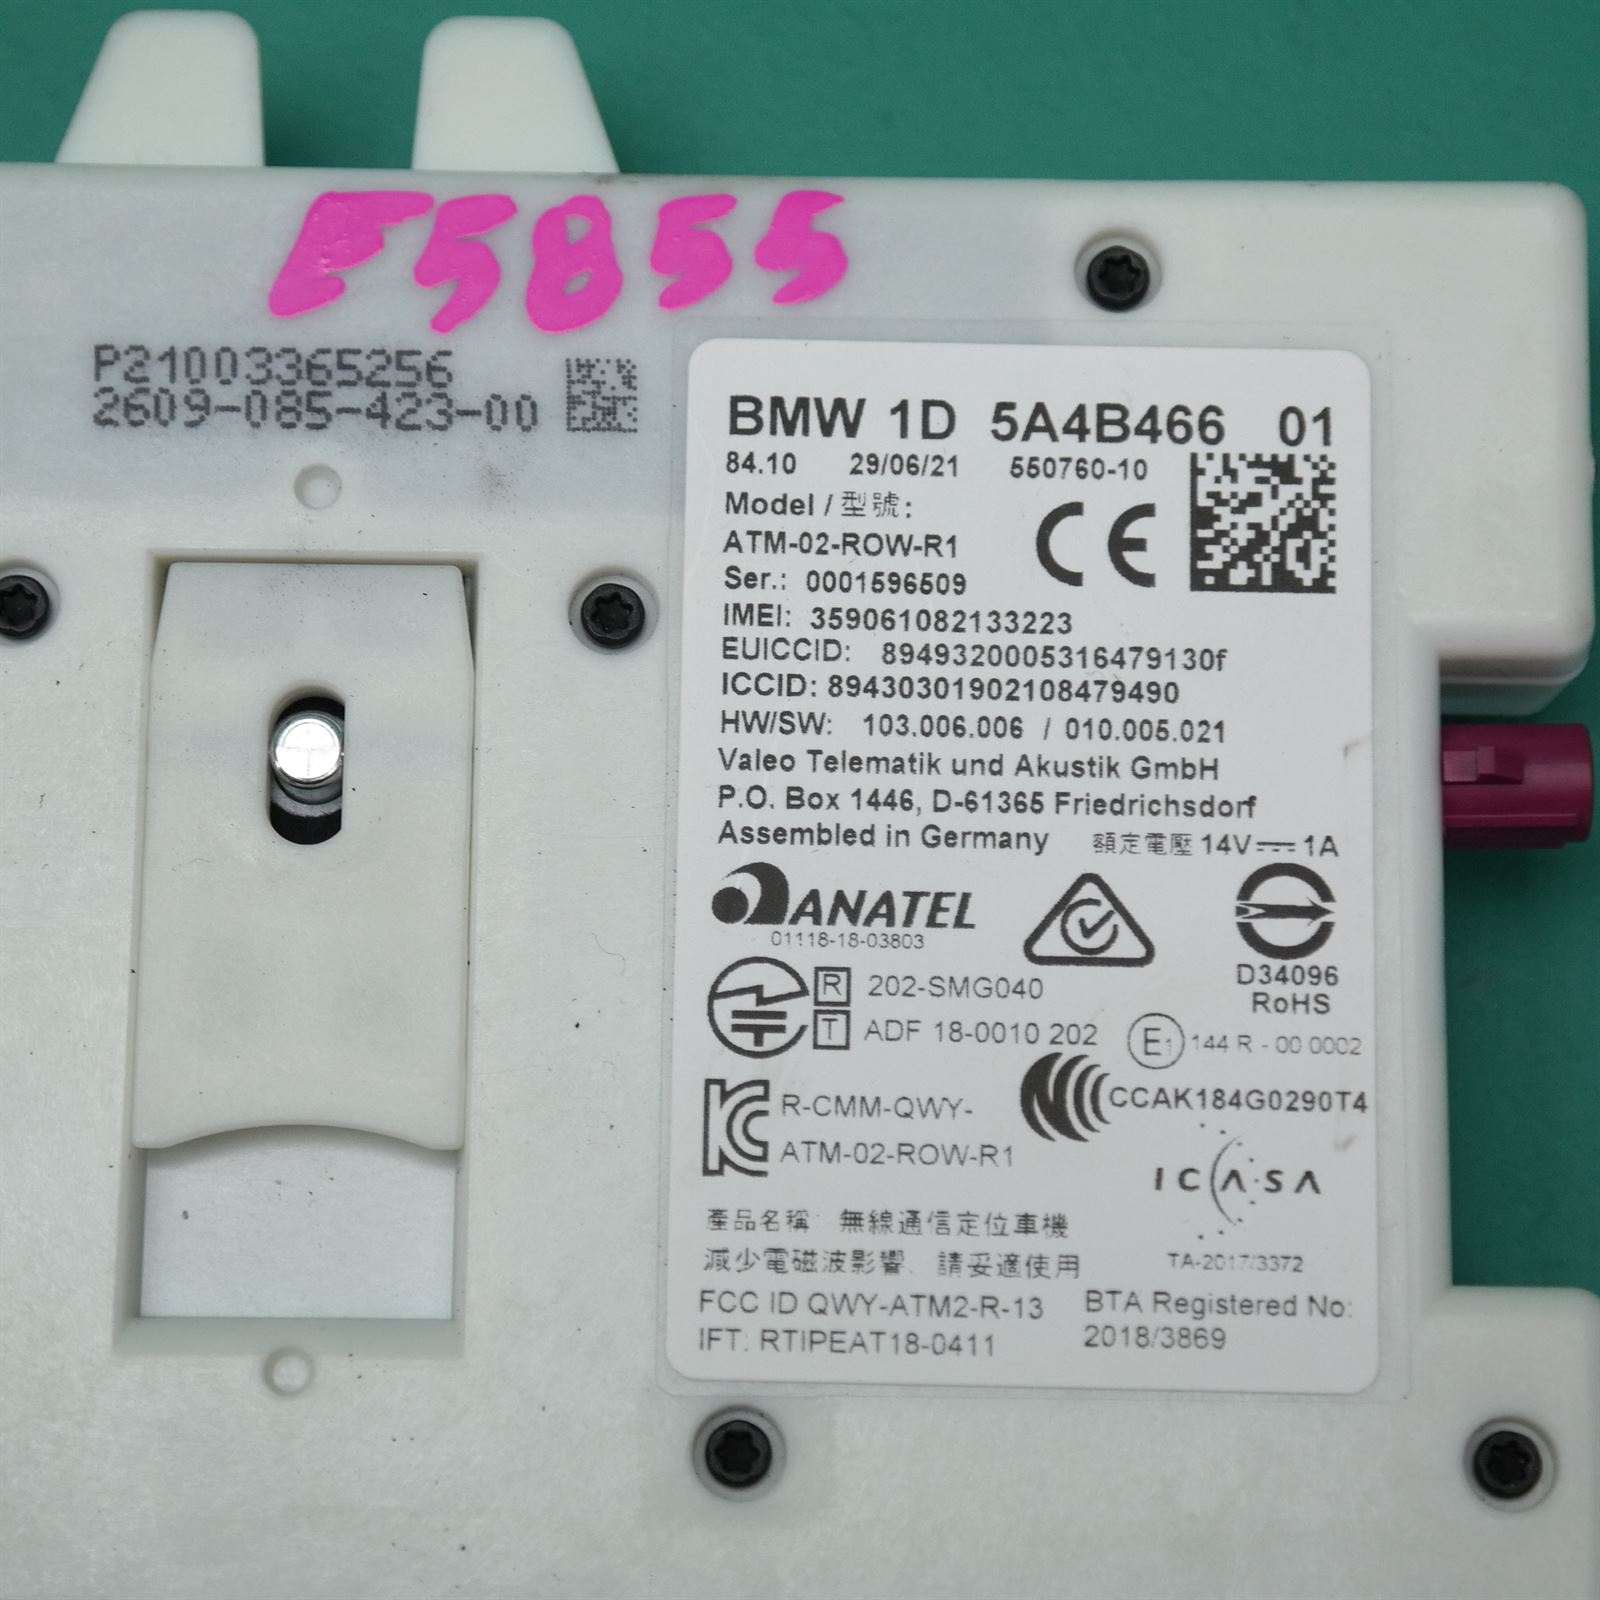 E5855
P21003365256
2609-085-423-00
BMW 1D 5A4B466 01
84.10 29/06/21 550760-10
Model / 型號:
ATM-02-ROW-R1
CE
Ser.: 0001596509
IMEI: 359061082133223
EUICCID: 8949320005316479130f
ICCID: 89430301902108479490
HW/SW: 103.006.006 / 010.005.021
Valeo Telematik und Akustik GmbH
P.O. Box 1446, D-61365 Friedrichsdorf
Assembled in Germany 額定電壓 14V⎓1A
ANATEL
01118-18-03803
D34096
RoHS
R 202-SMG040
T ADF 18-0010 202
E1 144 R - 00 0002
CCAK184G0290T4
R-CMM-QWY-
ATM-02-ROW-R1
ICASA
TA-2017/3372
產品名稱: 無線通信定位車機
減少電磁波影響, 請妥適使用
FCC ID QWY-ATM2-R-13
IFT: RTIPEAT18-0411
BTA Registered No:
2018/3869